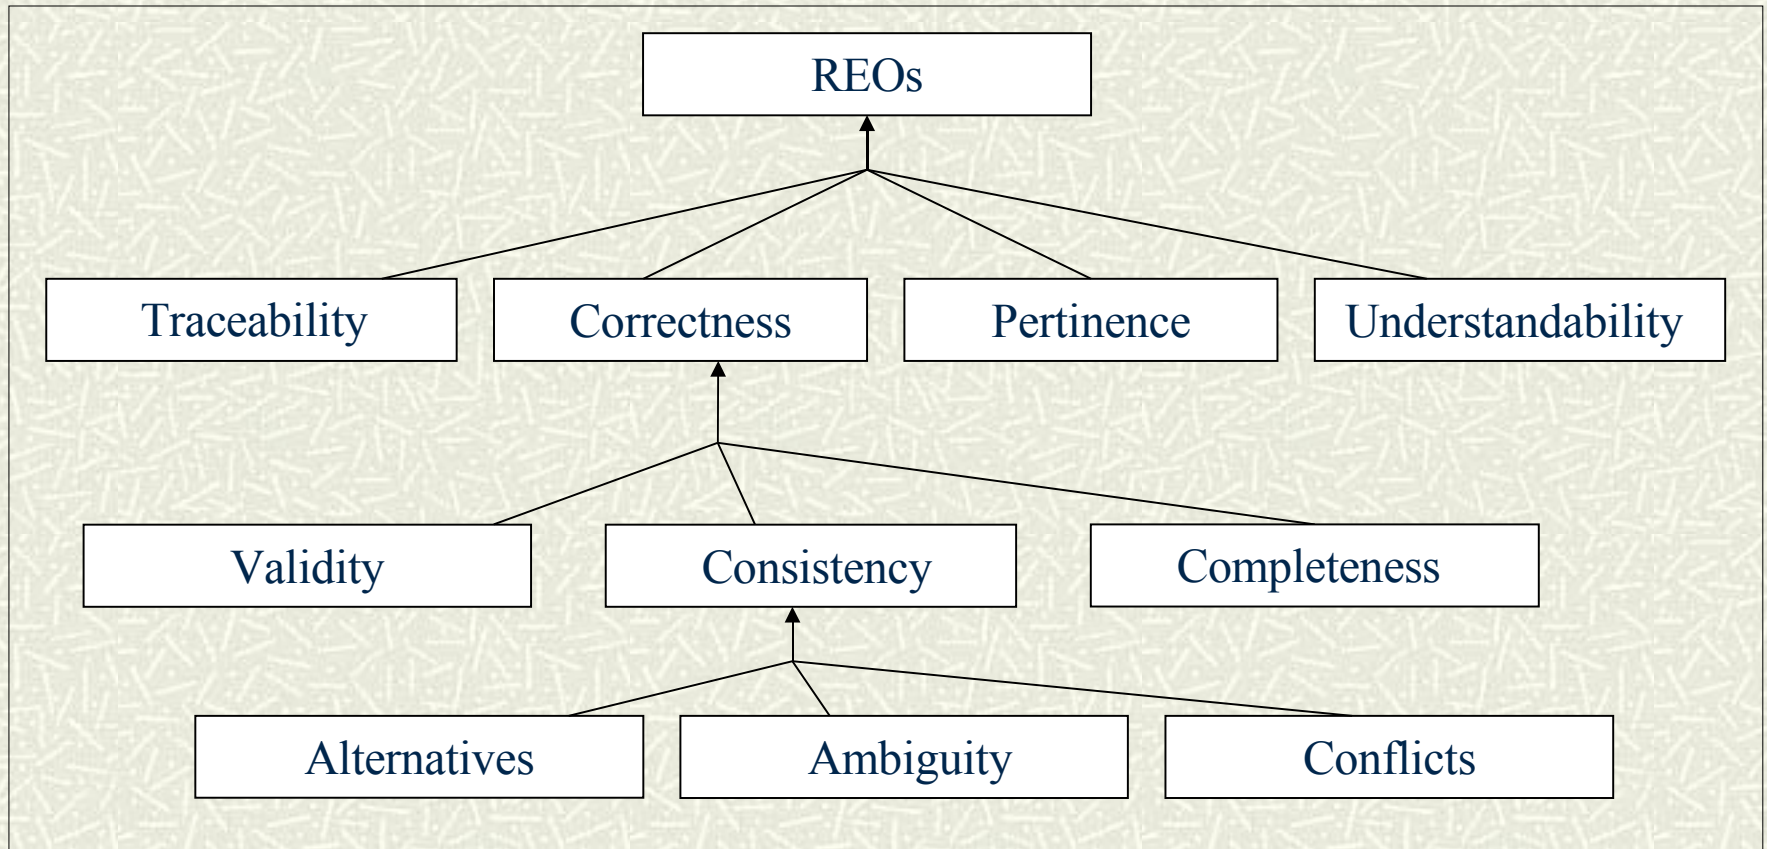 REOs
Traceability
Correctness
Pertinence
Understandability
Validity
Consistency
Completeness
Alternatives
Ambiguity
Conflicts